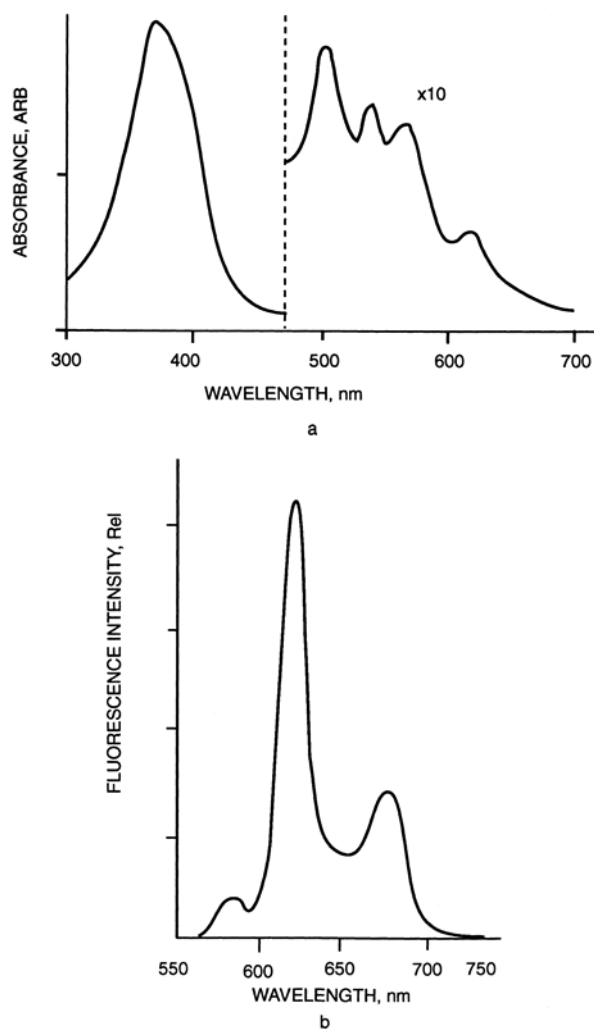 ABSORBANCE, ARB
x10
300
400
500
600
700
WAVELENGTH, nm
a
FLUORESCENCE INTENSITY, Rel
550
600
650
700
750
WAVELENGTH, nm
b